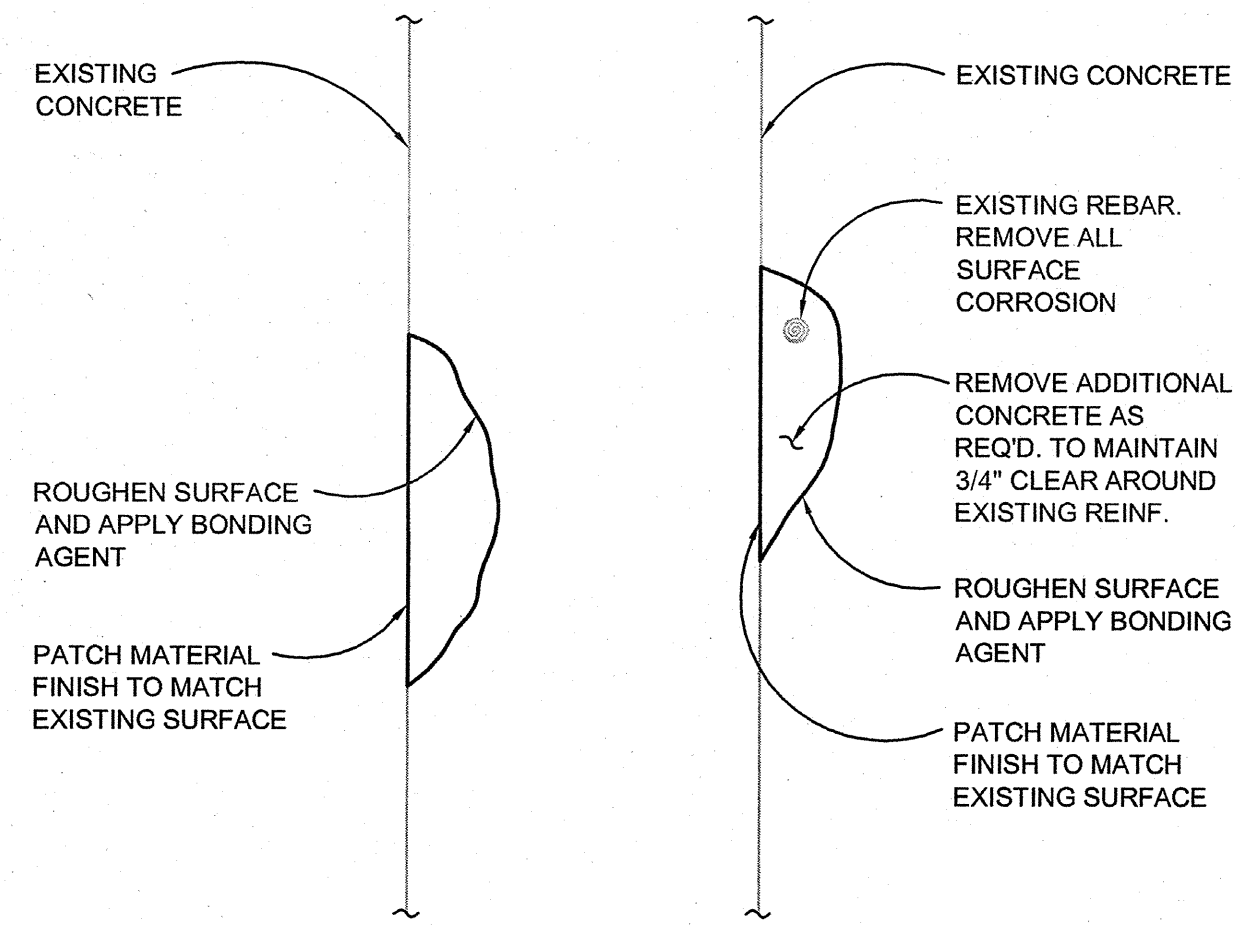 EXISTING
CONCRETE
ROUGHEN SURFACE
AND APPLY BONDING
AGENT
PATCH MATERIAL
FINISH TO MATCH
EXISTING SURFACE
EXISTING CONCRETE
EXISTING REBAR.
REMOVE ALL
SURFACE
CORROSION
REMOVE ADDITIONAL
CONCRETE AS
REQ'D. TO MAINTAIN
3/4" CLEAR AROUND
EXISTING REINF.
ROUGHEN SURFACE
AND APPLY BONDING
AGENT
PATCH MATERIAL
FINISH TO MATCH
EXISTING SURFACE